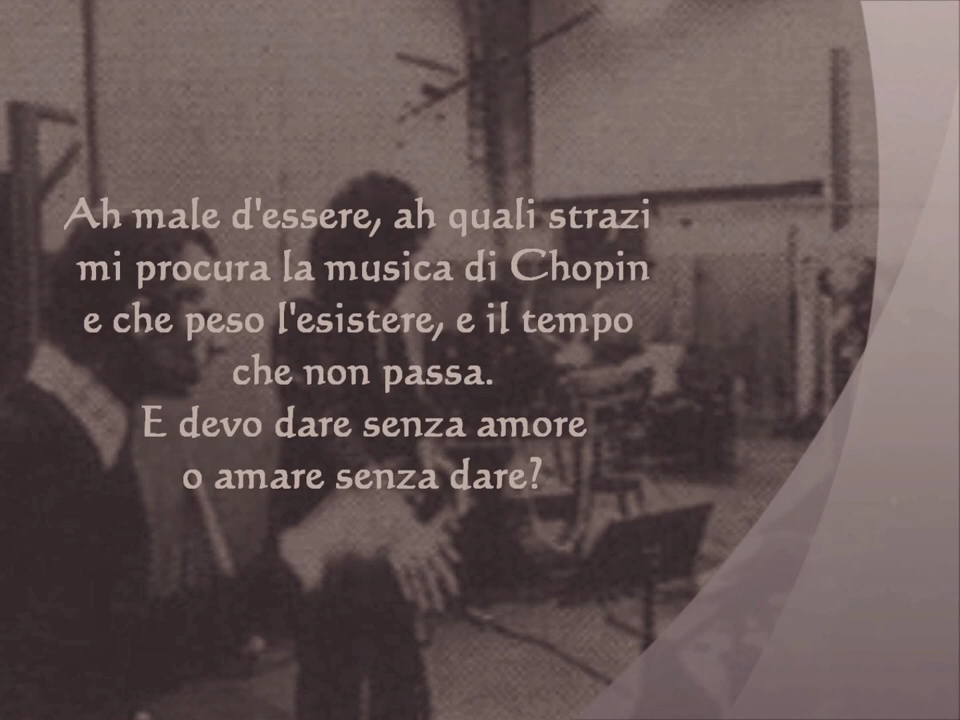 Ah male d'essere, ah quali strazi
mi procura la musica di Chopin
e che peso l'esistere, e il tempo
che non passa.
E devo dare senza amore
o amare senza dare?